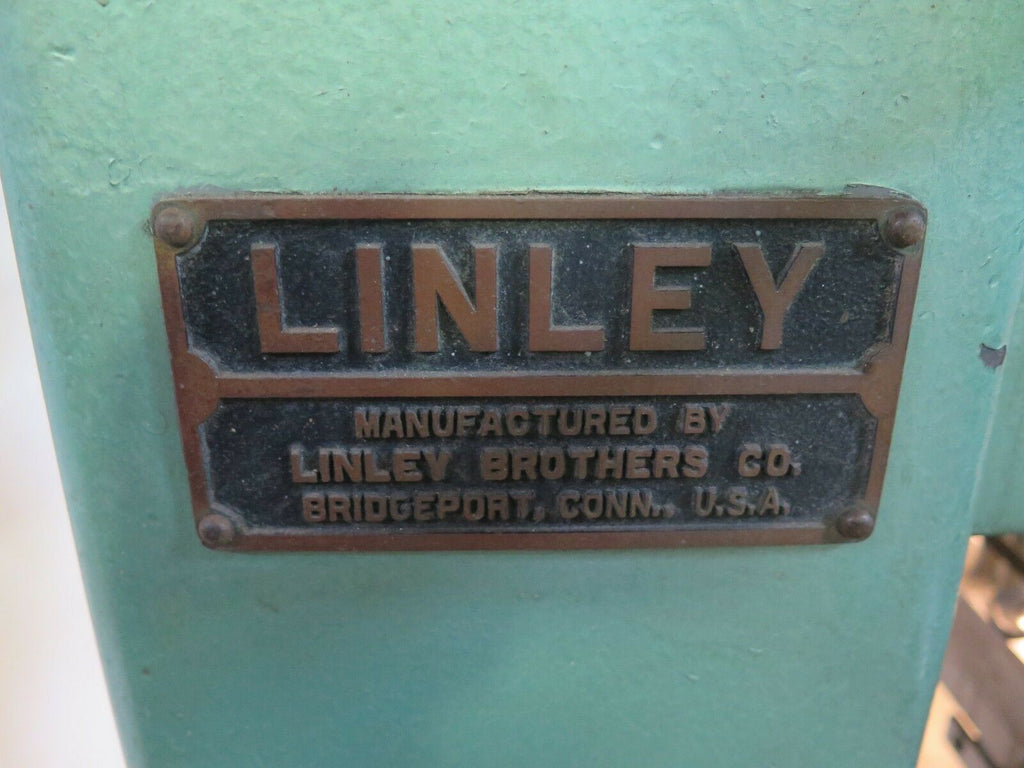 LINLEY
MANUFACTURED BY
LINLEY BROTHERS CO.
BRIDGEPORT, CONN., U.S.A.